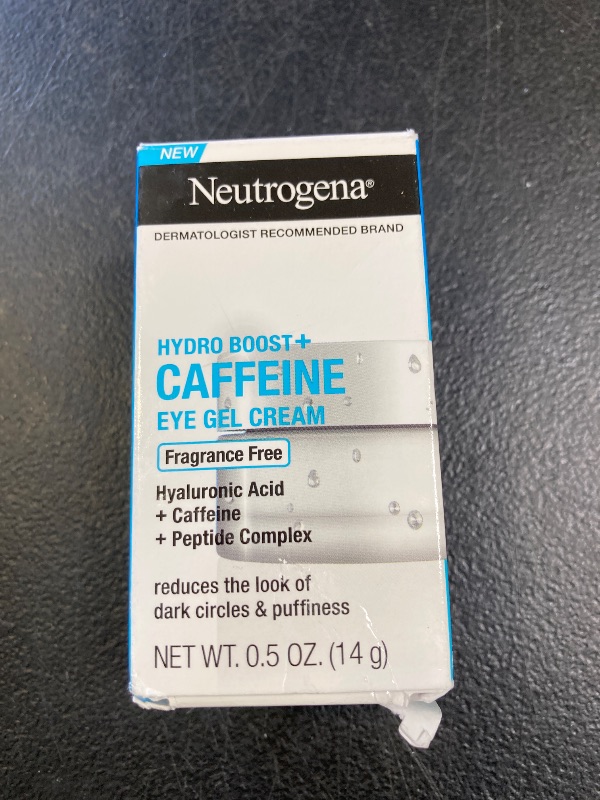 NEW
Neutrogena®
DERMATOLOGIST RECOMMENDED BRAND
HYDRO BOOST+
CAFFEINE
EYE GEL CREAM
Fragrance Free
Hyaluronic Acid
+ Caffeine
+ Peptide Complex
reduces the look of
dark circles & puffiness
NET WT. 0.5 OZ. (14 g)